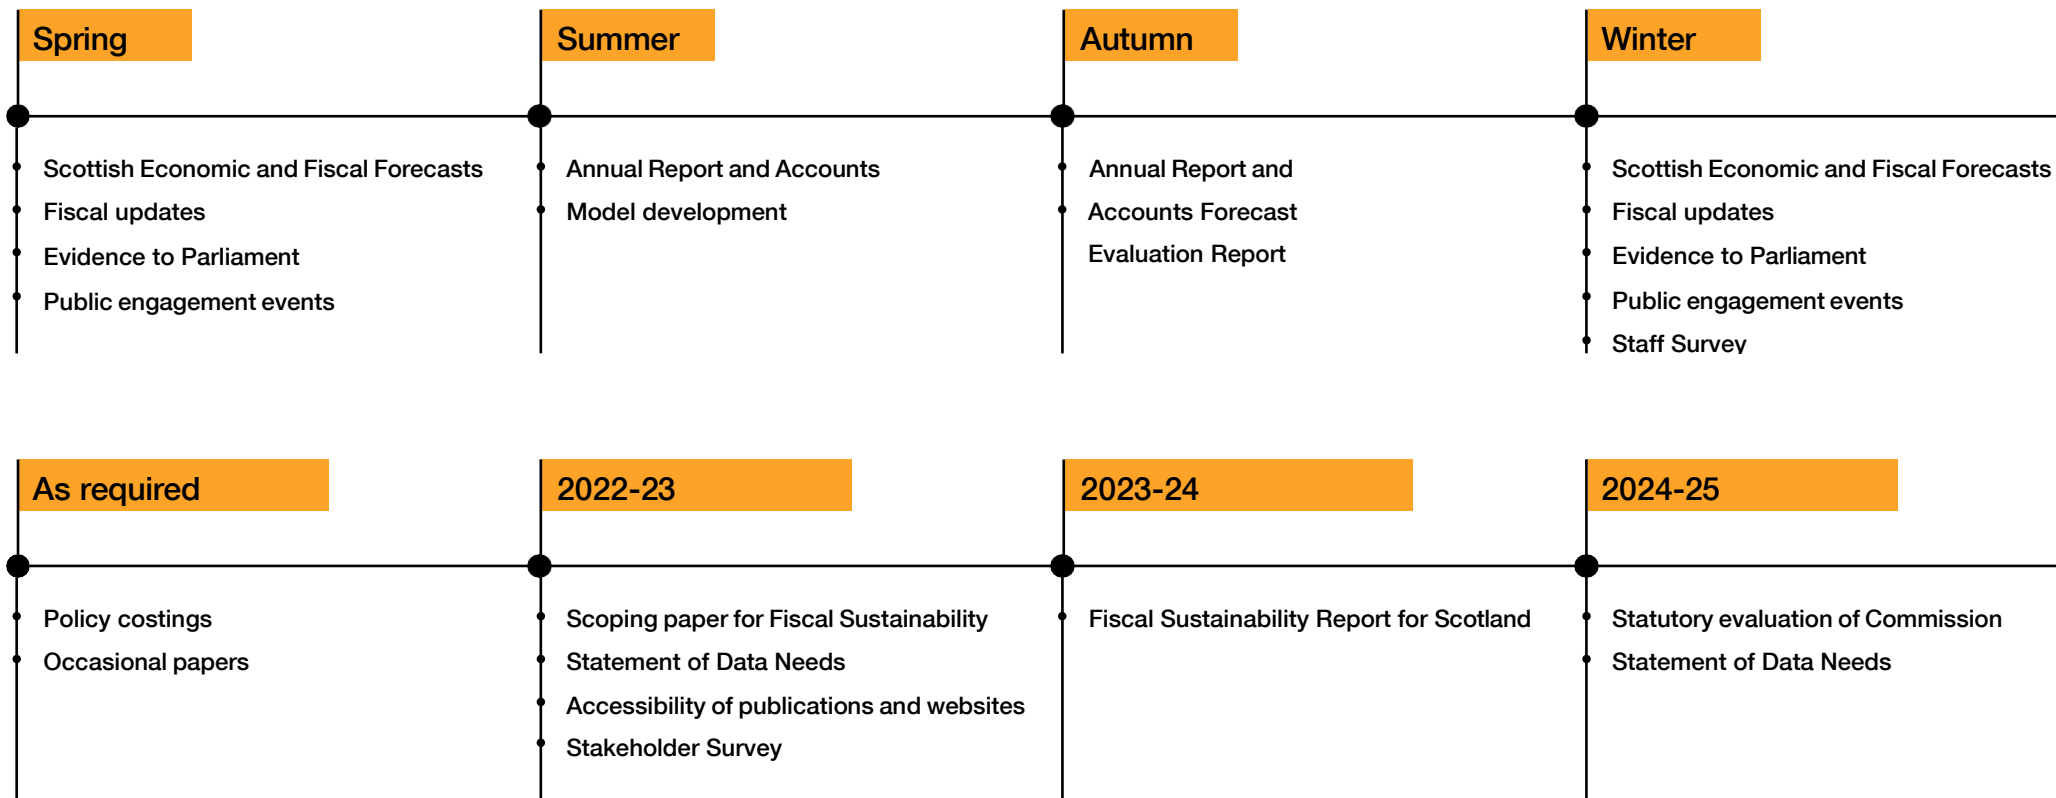 Spring
Scottish Economic and Fiscal Forecasts
Fiscal updates
Evidence to Parliament
Public engagement events
Summer
Annual Report and Accounts
Model development
Autumn
Annual Report and
Accounts Forecast
Evaluation Report
Winter
Scottish Economic and Fiscal Forecasts
Fiscal updates
Evidence to Parliament
Public engagement events
Staff Survey
As required
Policy costings
Occasional papers
2022-23
Scoping paper for Fiscal Sustainability
Statement of Data Needs
Accessibility of publications and websites
Stakeholder Survey
2023-24
Fiscal Sustainability Report for Scotland
2024-25
Statutory evaluation of Commission
Statement of Data Needs